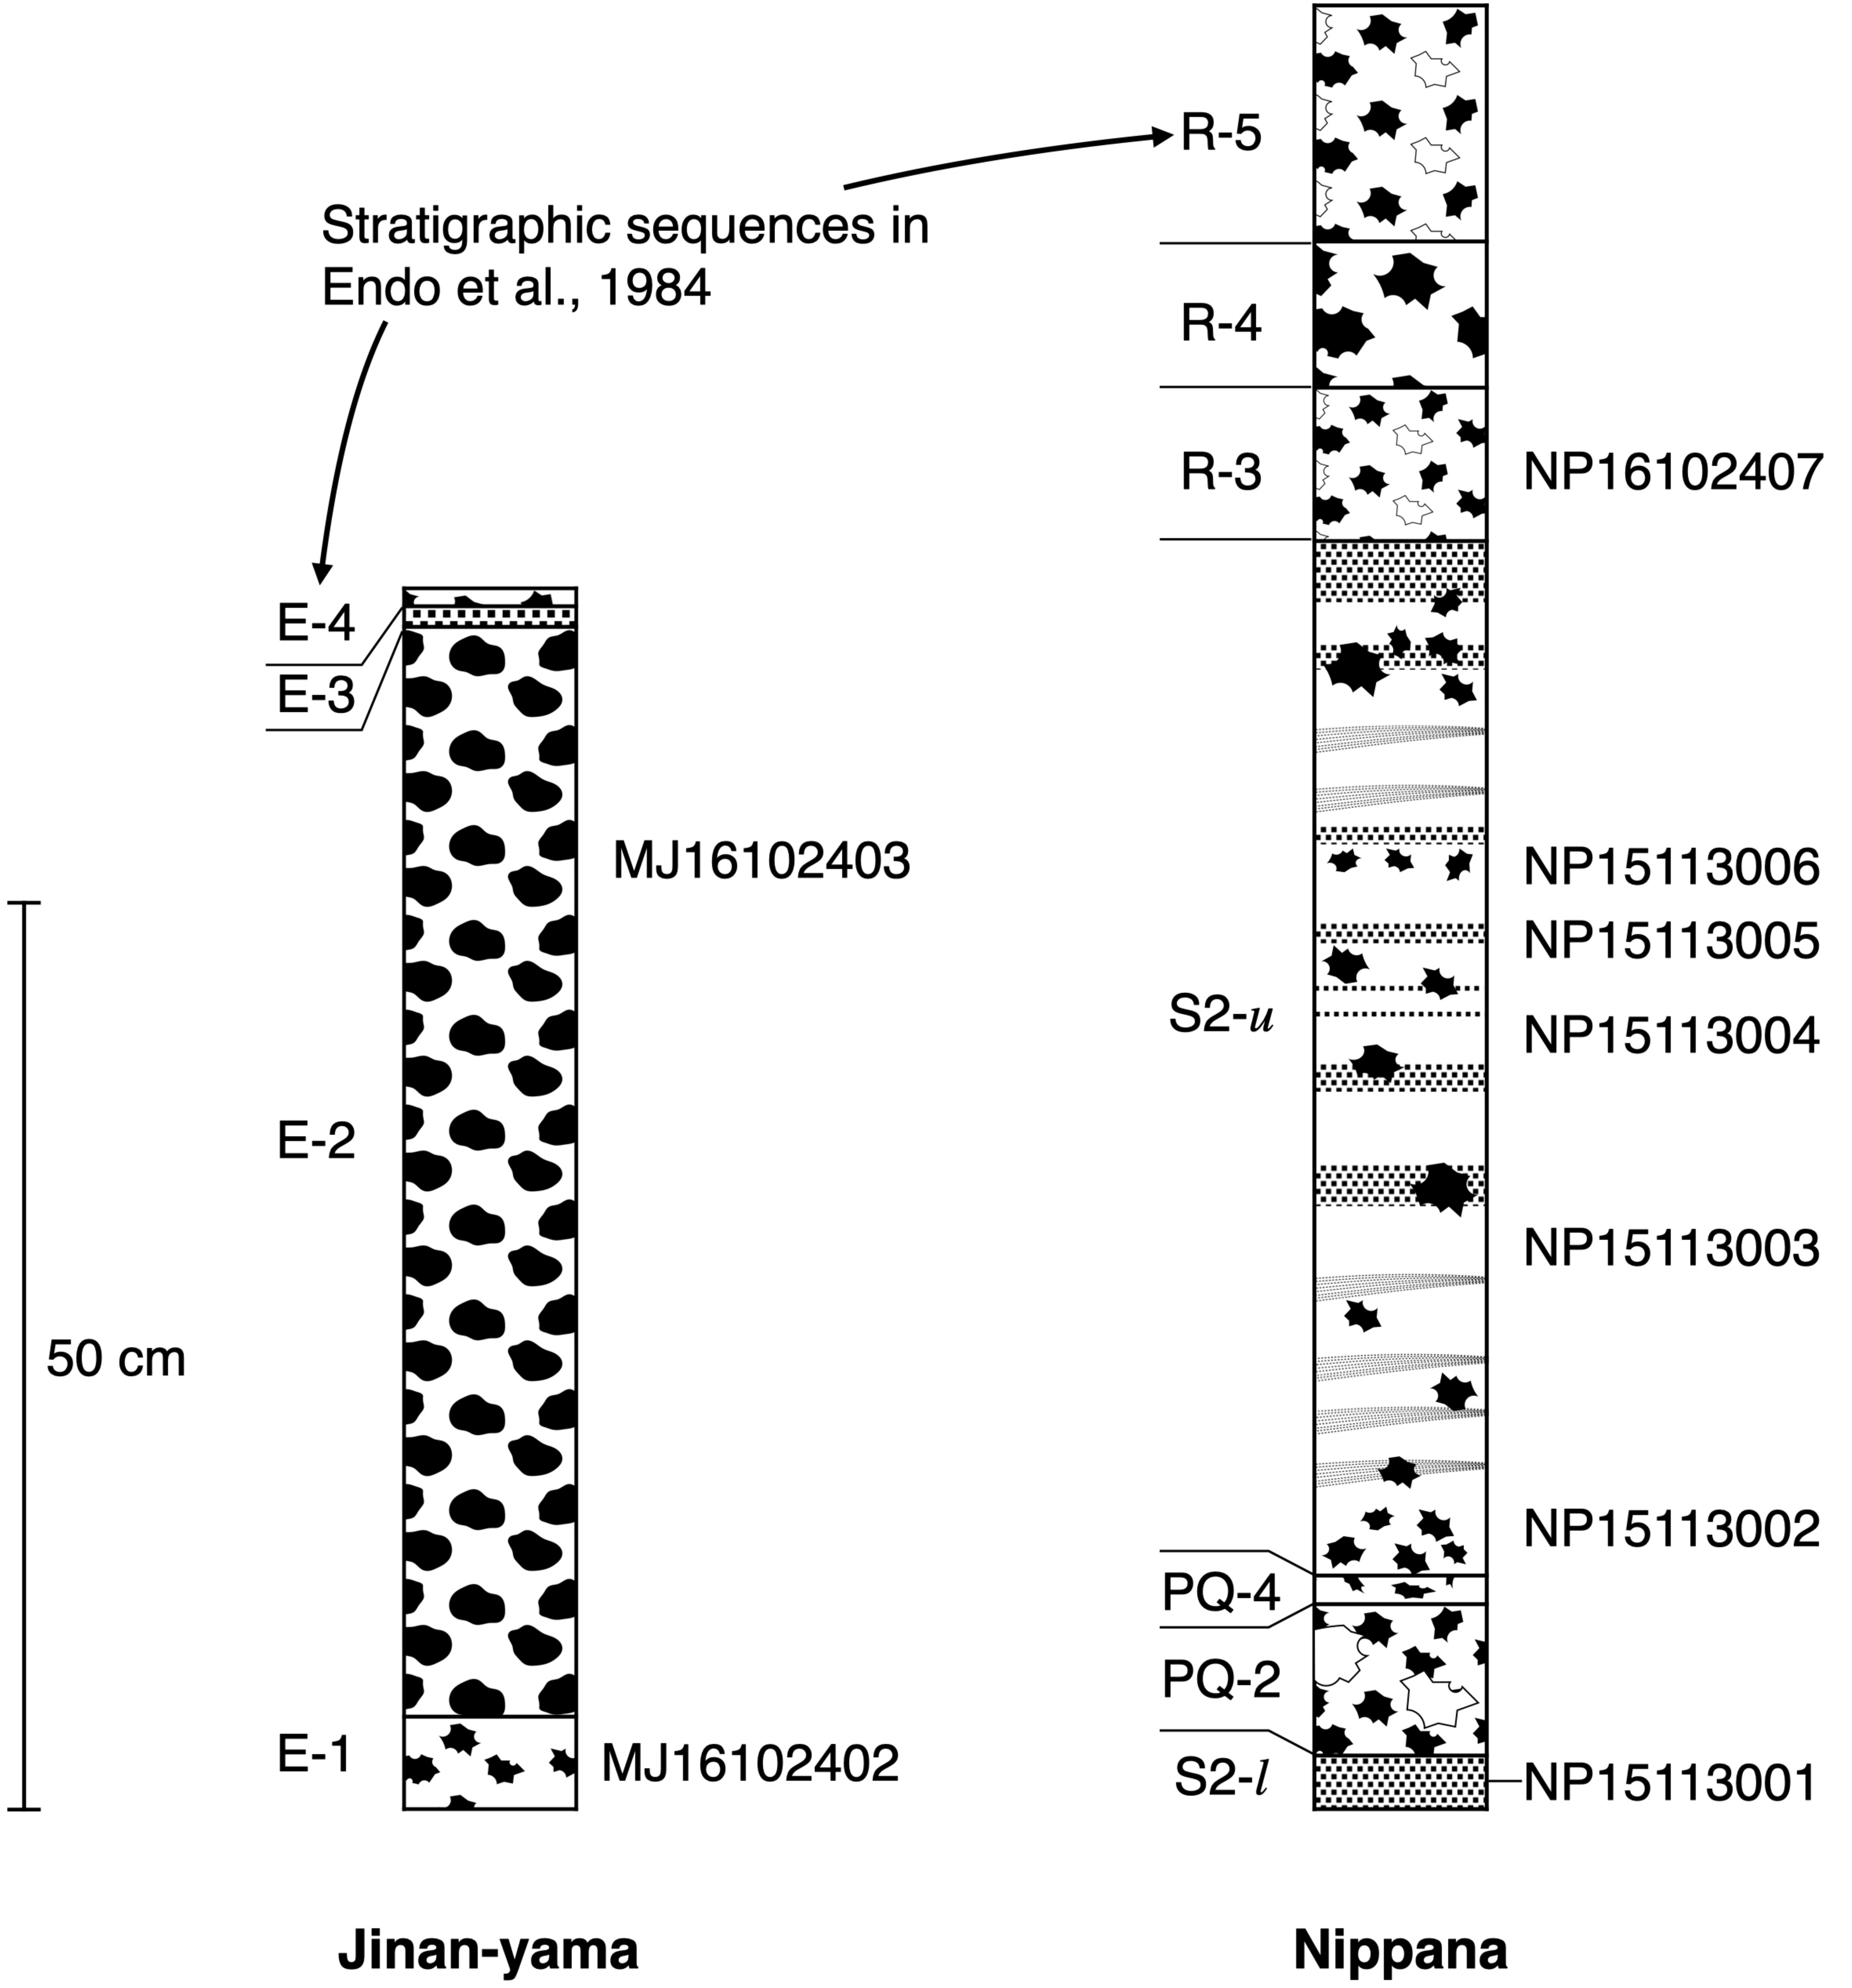 R-5
Stratigraphic sequences in
Endo et al., 1984
R-4
R-3
NP16102407
E-4
E-3
MJ16102403
NP15113006
NP15113005
S2-u
NP15113004
E-2
NP15113003
50 cm
NP15113002
PQ-4
PQ-2
E-1
MJ16102402
S2-l
NP15113001
Jinan-yama
Nippana